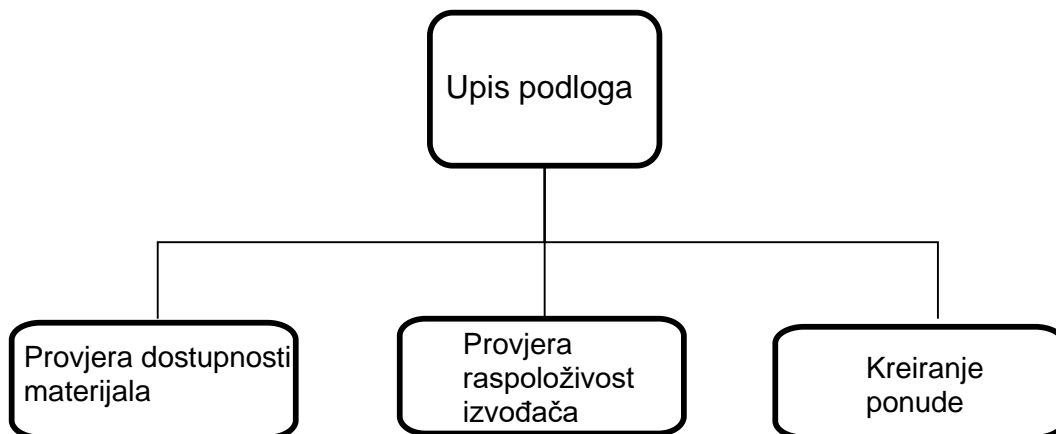 Upis podloga
Provjera dostupnosti
materijala
Provjera
raspoloživost
izvođača
Kreiranje
ponude